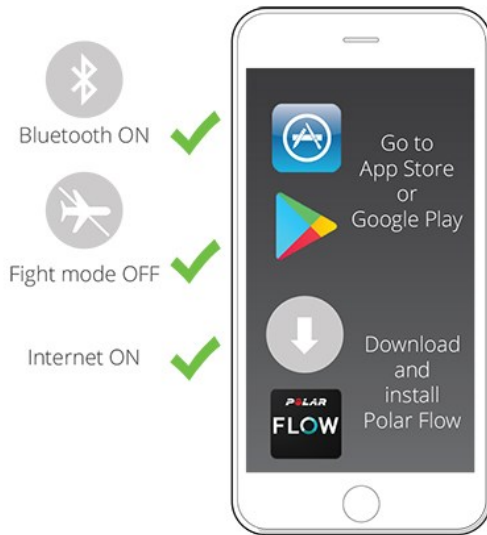 Bluetooth ON
Fight mode OFF
Internet ON
Go to
App Store
or
Google Play
Download
and
install
Polar Flow
POLAR
FLOW